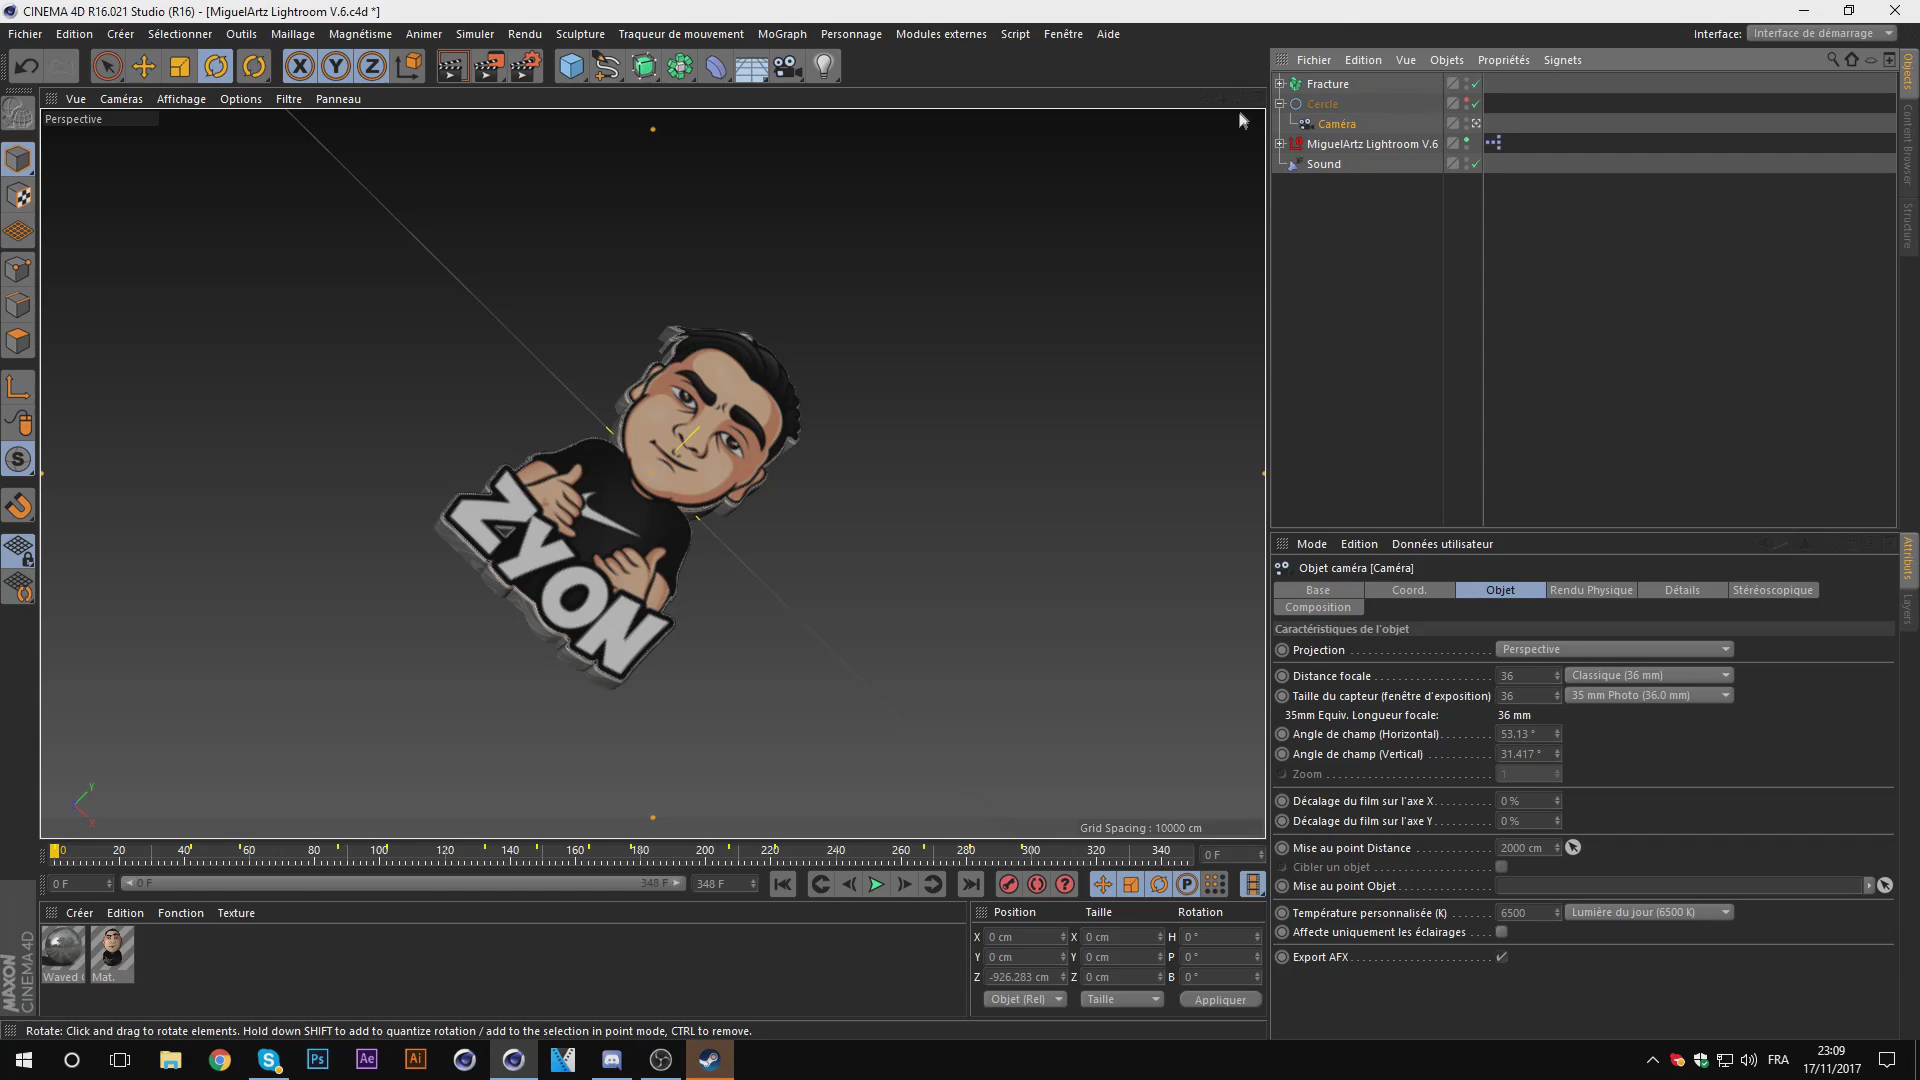 CINEMA 4D R16.021 Studio (R16) - [MiguelArtz Lightroom V.6.c4d *]
Fichier Edition Créer Sélectionner Outils Maillage Magnétisme Animer Simuler Rendu Sculpture Traqueur de mouvement MoGraph Personnage Modules externes Script Fenêtre Aide
Interface: Interface de démarrage
Fichier Edition Vue Objets Propriétés Signets
Fracture
Cercle
Caméra
MiguelArtz Lightroom V.6
Sound
Objects
Content Browser
Structure
Vue Caméras Affichage Options Filtre Panneau
Perspective
ZYON
Y
X
Grid Spacing : 10000 cm
Mode Edition Données utilisateur
Attributs
Layers
Objet caméra [Caméra]
Base Coord. Objet Rendu Physique Détails Stéréoscopique
Composition
Caractéristiques de l'objet
Projection Perspective
Distance focale 36 Classique (36 mm)
Taille du capteur (fenêtre d'exposition) 36 35 mm Photo (36.0 mm)
35mm Equiv. Longueur focale: 36 mm
Angle de champ (Horizontal) 53.13 °
Angle de champ (Vertical) 31.417 °
Zoom 1
Décalage du film sur l'axe X 0 %
Décalage du film sur l'axe Y 0 %
Mise au point Distance 2000 cm
Cibler un objet
Mise au point Objet
Température personnalisée (K) 6500 Lumière du jour (6500 K)
Affecte uniquement les éclairages
Export AFX
0 20 40 60 80 100 120 140 160 180 200 220 240 260 280 300 320 340 0 F
0 F 0 F 348 F 348 F
Créer Edition Fonction Texture
Waved Mat.
MAXON
CINEMA 4D
Position Taille Rotation
X 0 cm X 0 cm H 0 °
Y 0 cm Y 0 cm P 0 °
Z -926.283 cm Z 0 cm B 0 °
Objet (Rel) Taille Appliquer
Rotate: Click and drag to rotate elements. Hold down SHIFT to add to quantize rotation / add to the selection in point mode, CTRL to remove.
Ps Ae Ai
FRA
23:09
17/11/2017